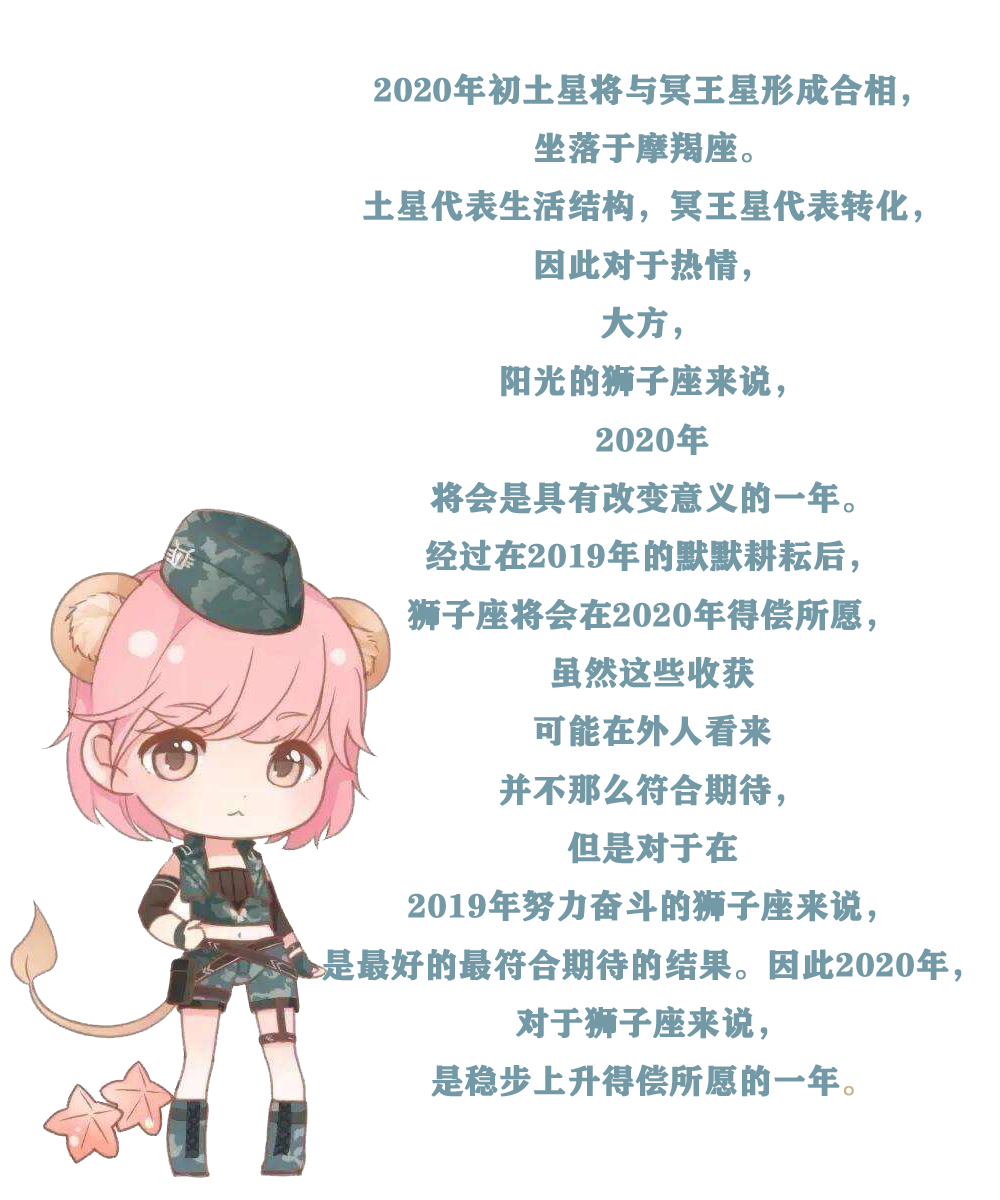 2020年初土星将与冥王星形成合相，
坐落于摩羯座。
土星代表生活结构，冥王星代表转化，
因此对于热情，
大方，
阳光的狮子座来说，
2020年
将会是具有改变意义的一年。
经过在2019年的默默耕耘后，
狮子座将会在2020年得偿所愿，
虽然这些收获
可能在外人看来
并不那么符合期待，
但是对于在
2019年努力奋斗的狮子座来说，
是最好的最符合期待的结果。因此2020年，
对于狮子座来说，
是稳步上升得偿所愿的一年。